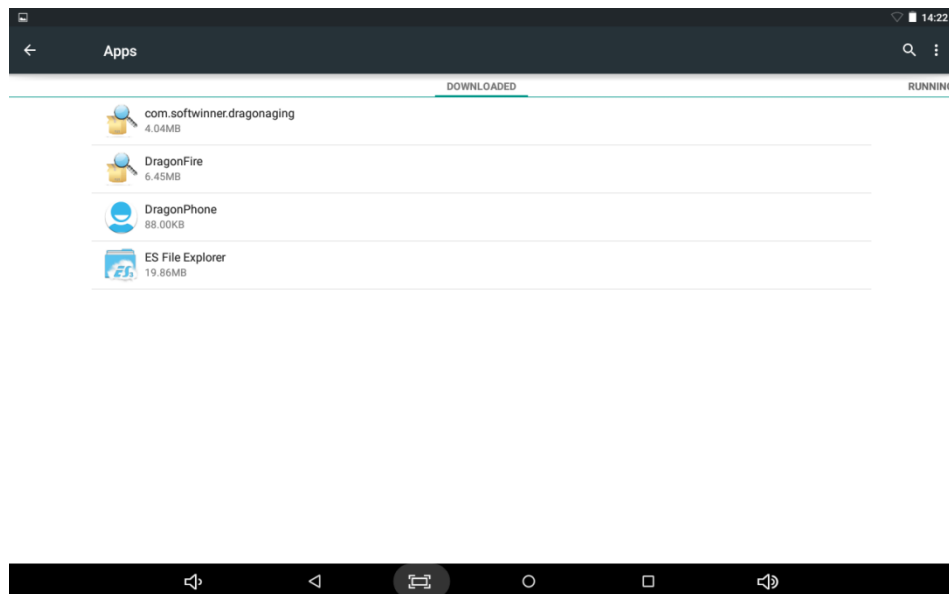 14:22
Apps
DOWNLOADED
RUNNING
com.softwinner.dragonaging
4.04MB
DragonFire
6.45MB
DragonPhone
88.00KB
ES File Explorer
19.86MB